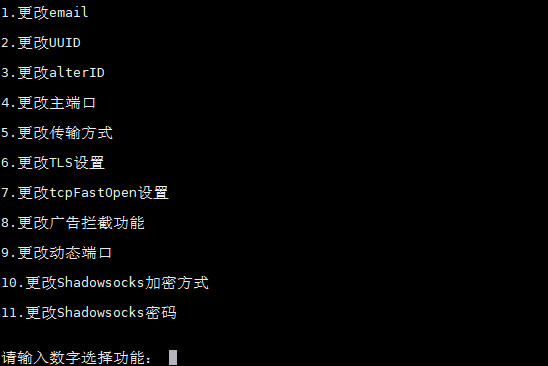 1.更改email
2.更改UUID
3.更改alterID
4.更改主端口
5.更改传输方式
6.更改TLS设置
7.更改tcpFastOpen设置
8.更改广告拦截功能
9.更改动态端口
10.更改Shadowsocks加密方式
11.更改Shadowsocks密码
请输入数字选择功能：